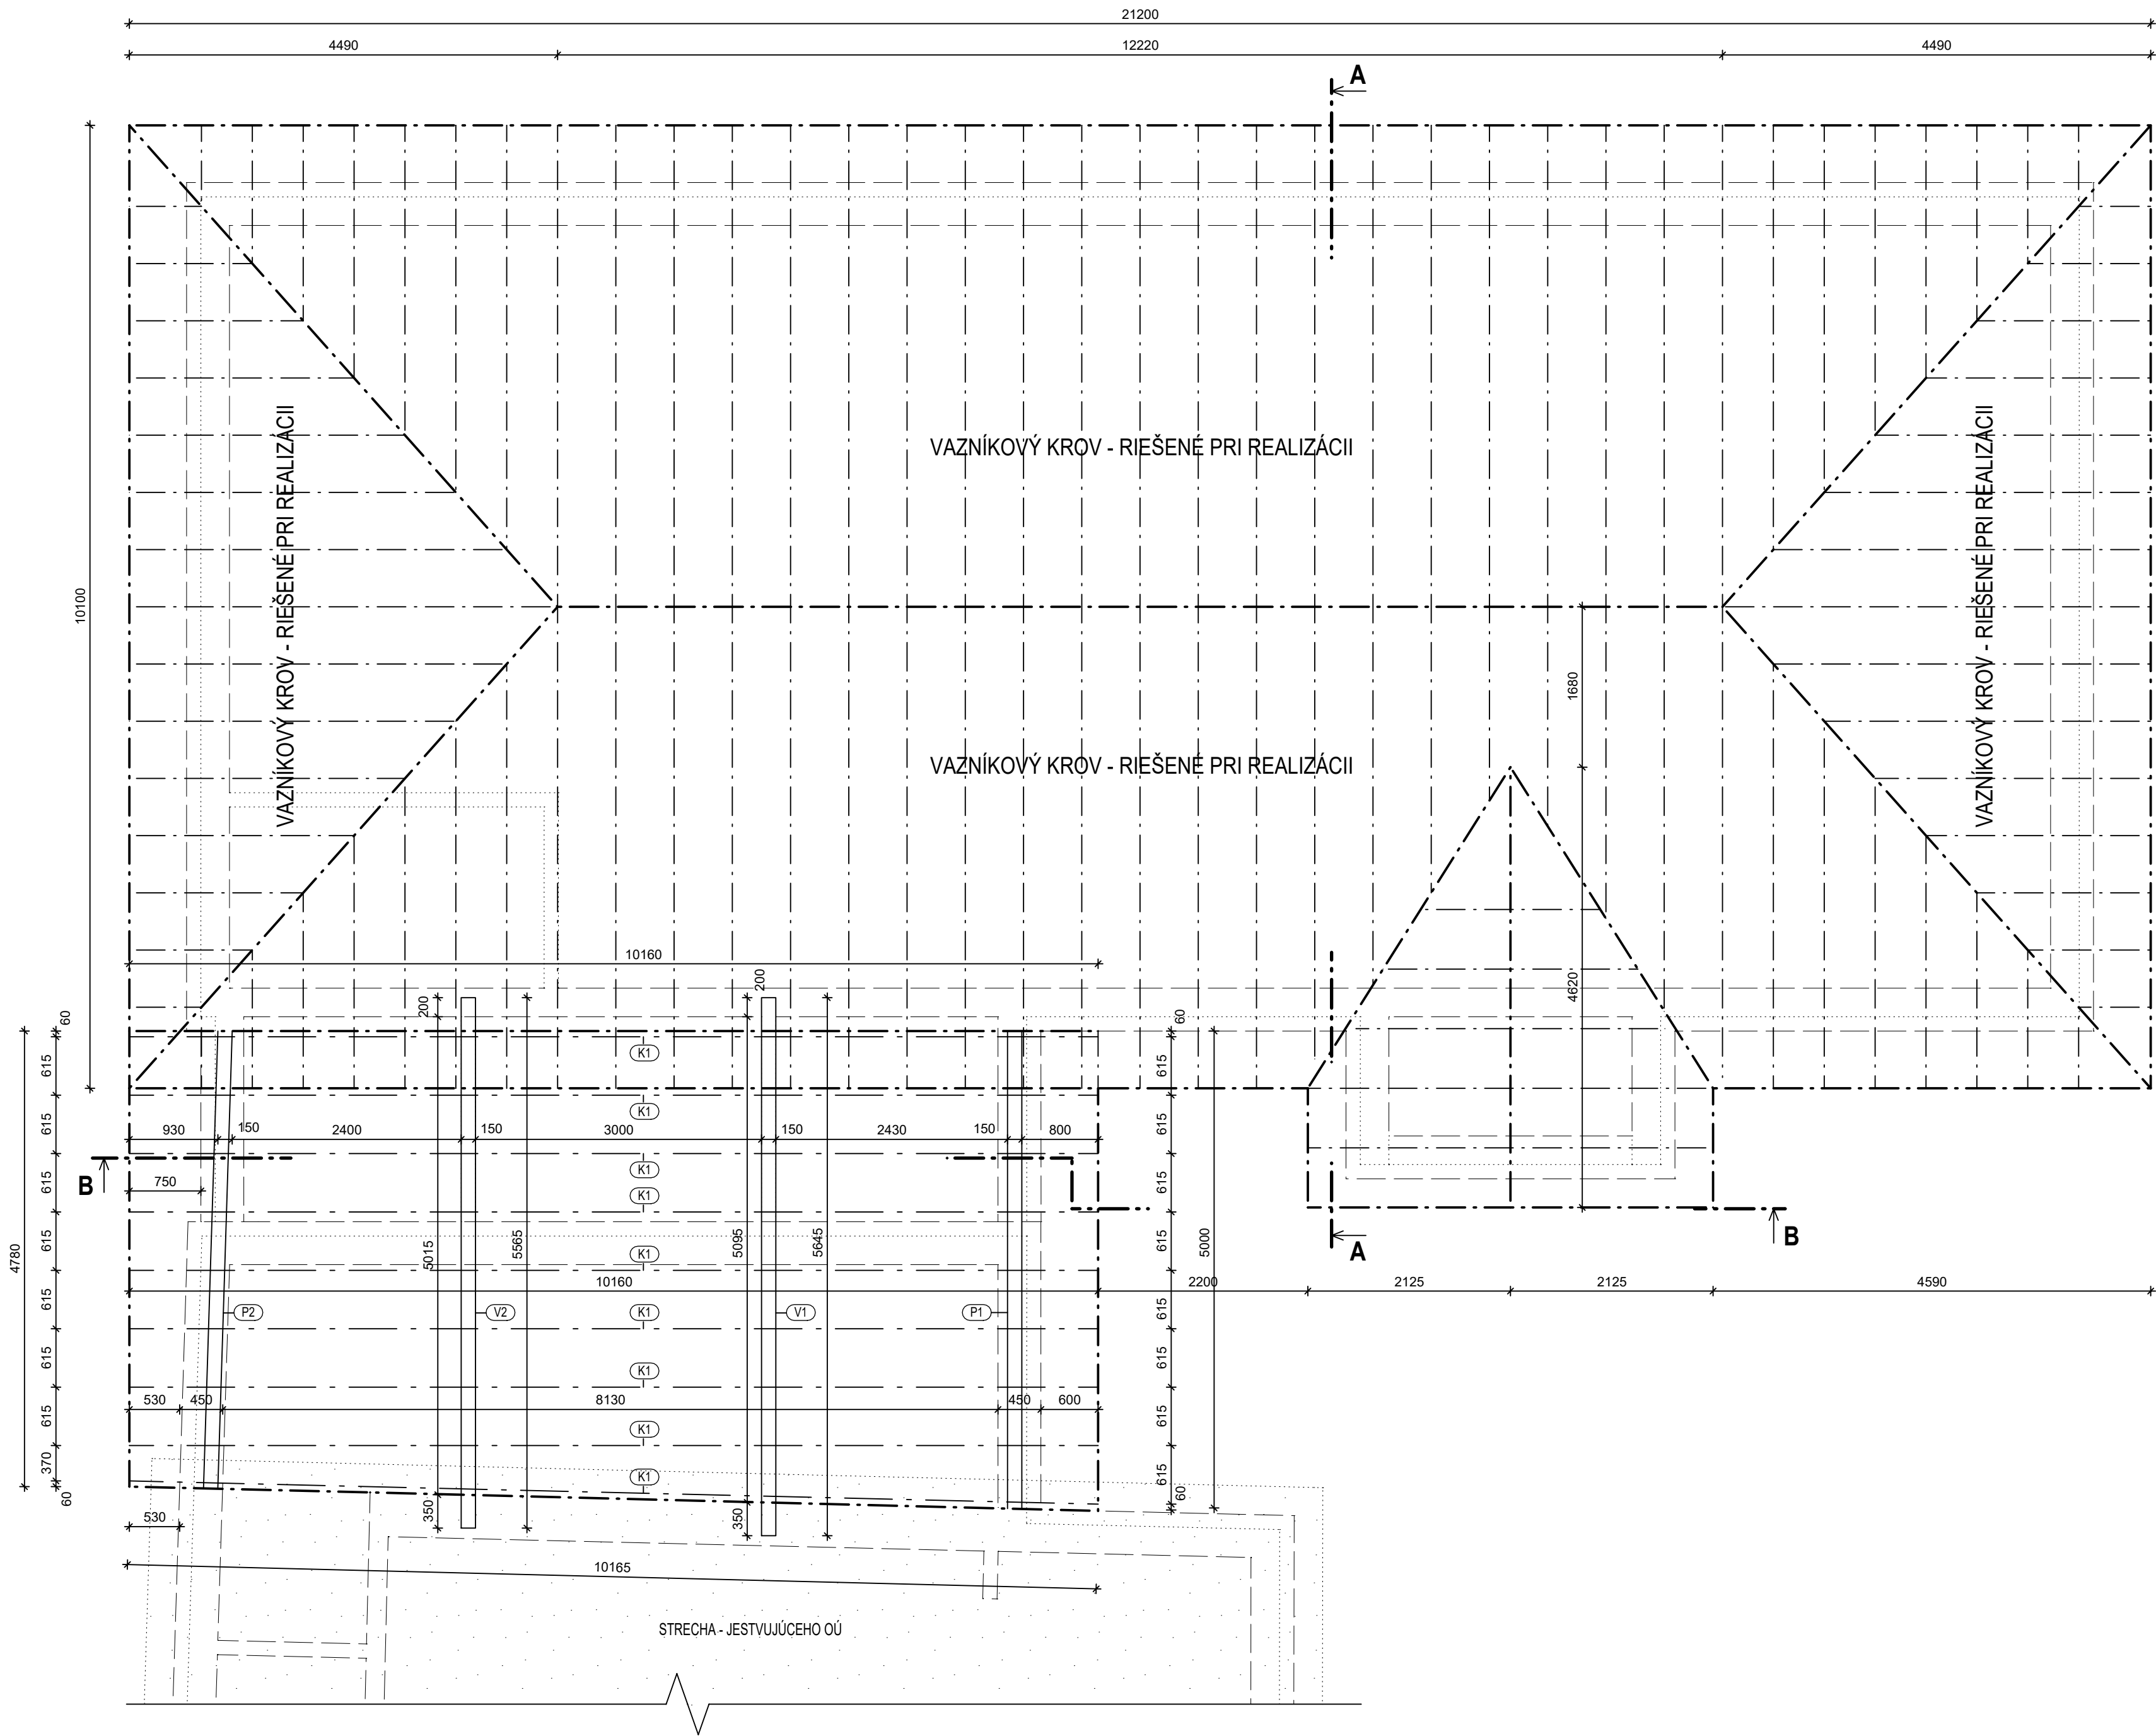 21200
4490 12220 4490
A
10100
VAZNÍKOVÝ KROV - RIEŠENÉ PRI REALIZÁCII
VAZNÍKOVÝ KROV - RIEŠENÉ PRI REALIZÁCII
VAZNÍKOVÝ KROV - RIEŠENÉ PRI REALIZÁCII
1680
VAZNÍKOVÝ KROV - RIEŠENÉ PRI REALIZÁCII
10160
200 200
4620
60 60
K1
615 615
K1
615 615
930 150 2400 150 3000 150 2430 150 800
B
K1
750
K1
615 615
4780
5015 5565 5095 5645
615 615
5000
K1
A
B
10160 2200 2125 2125 4590
P2 V2 K1 V1 P1
615 615
615 615
K1
530 450 8130 450 600
615 615
K1
370 615
K1
60 60
350 350
530
10165
STRECHA - JESTVUJÚCEHO OÚ